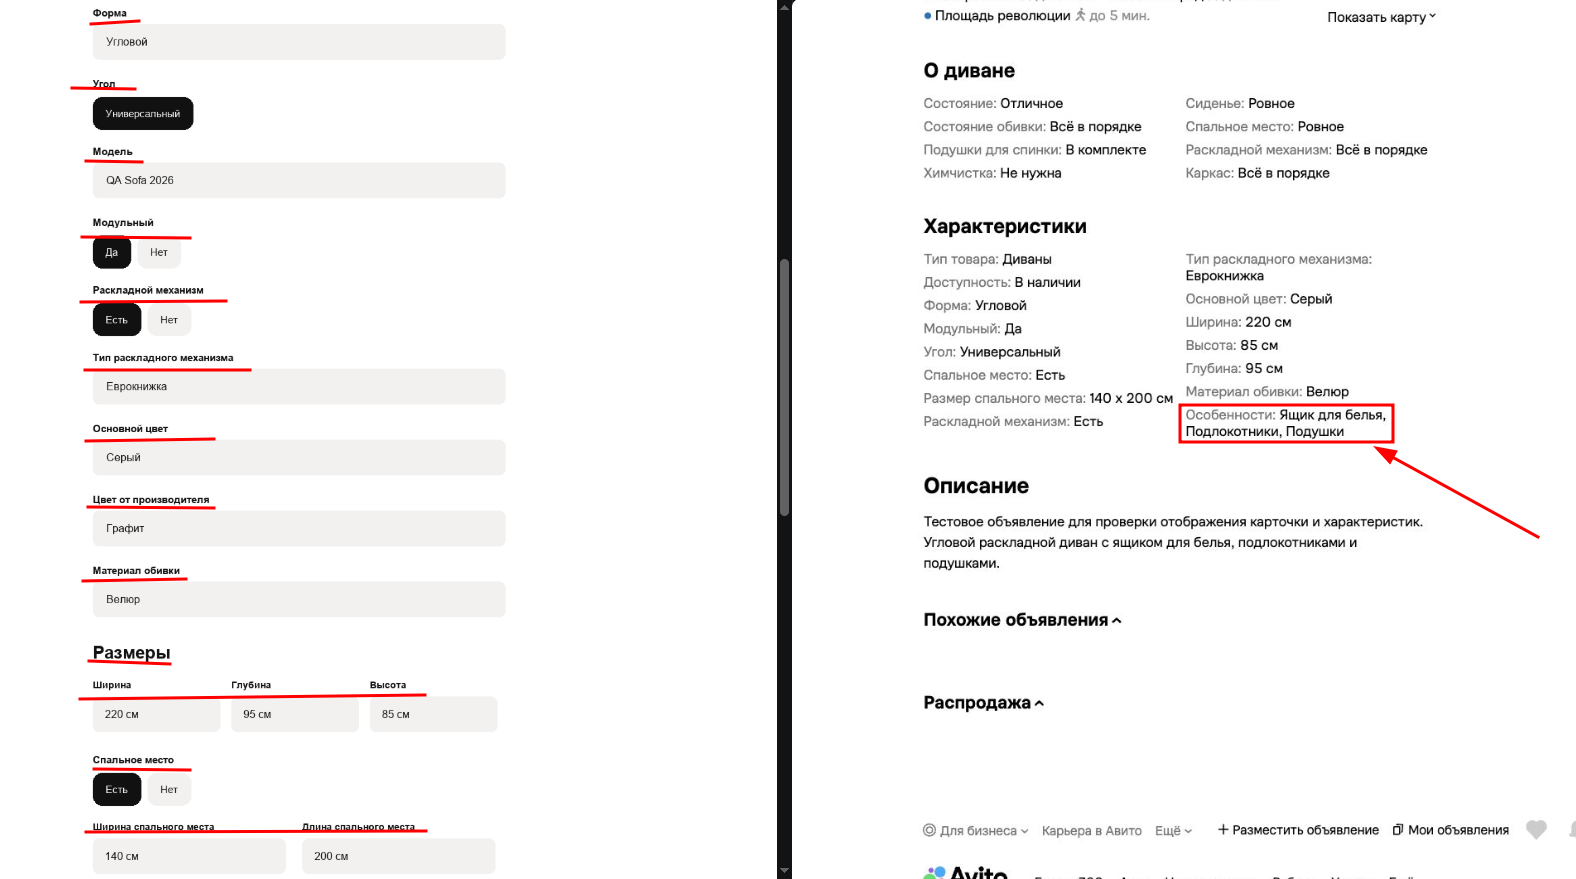 Форма
Угловой
Угол
Универсальный
Модель
QA Sofa 2026
Модульный
Да Нет
Раскладной механизм
Есть Нет
Тип раскладного механизма
Еврокнижка
Основной цвет
Серый
Цвет от производителя
Графит
Материал обивки
Велюр
Размеры
Ширина Глубина Высота
220 см 95 см 85 см
Спальное место
Есть Нет
Ширина спального места Длина спального места
140 см 200 см
Площадь революции до 5 мин.
Показать карту
О диване
Состояние: Отличное
Состояние обивки: Всё в порядке
Подушки для спинки: В комплекте
Химчистка: Не нужна
Сиденье: Ровное
Спальное место: Ровное
Раскладной механизм: Всё в порядке
Каркас: Всё в порядке
Характеристики
Тип товара: Диваны
Доступность: В наличии
Форма: Угловой
Модульный: Да
Угол: Универсальный
Спальное место: Есть
Размер спального места: 140 x 200 см
Раскладной механизм: Есть
Тип раскладного механизма:
Еврокнижка
Основной цвет: Серый
Ширина: 220 см
Высота: 85 см
Глубина: 95 см
Материал обивки: Велюр
Особенности: Ящик для белья,
Подлокотники, Подушки
Описание
Тестовое объявление для проверки отображения карточки и характеристик.
Угловой раскладной диван с ящиком для белья, подлокотниками и
подушками.
Похожие объявления
Распродажа
Для бизнеса Карьера в Авито Ещё + Разместить объявление Мои объявления
Avito